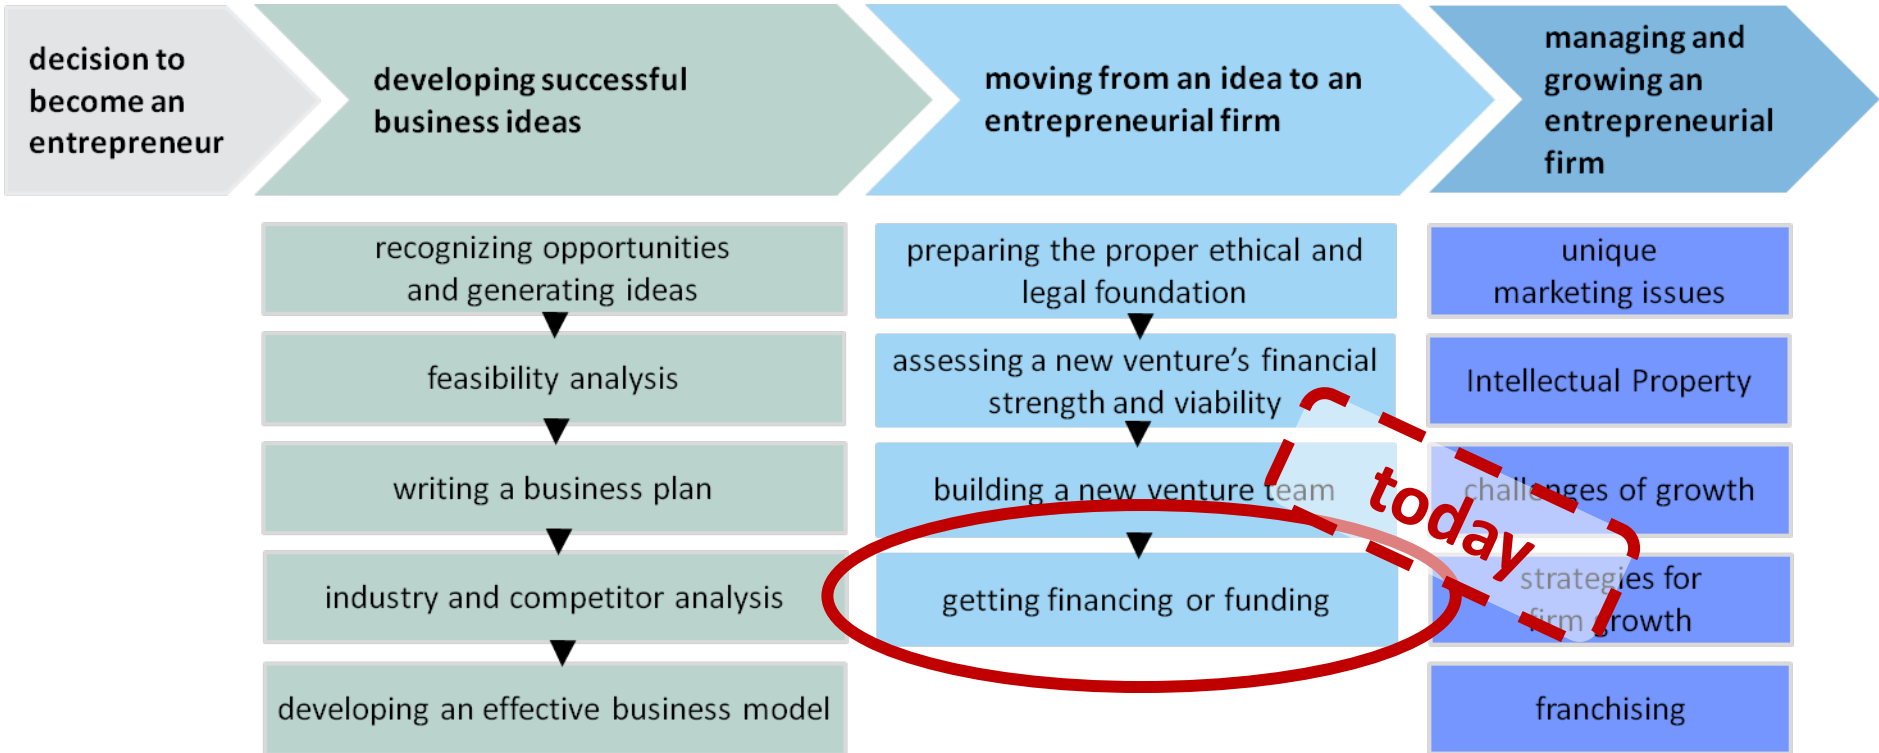 decision to
become an
entrepreneur
developing successful
business ideas
moving from an idea to an
entrepreneurial firm
managing and
growing an
entrepreneurial
firm
recognizing opportunities
and generating ideas
feasibility analysis
writing a business plan
industry and competitor analysis
developing an effective business model
preparing the proper ethical and
legal foundation
assessing a new venture's financial
strength and viability
building a new venture team
getting financing or funding
today
unique
marketing issues
Intellectual Property
challenges of growth
strategies for
firm growth
franchising